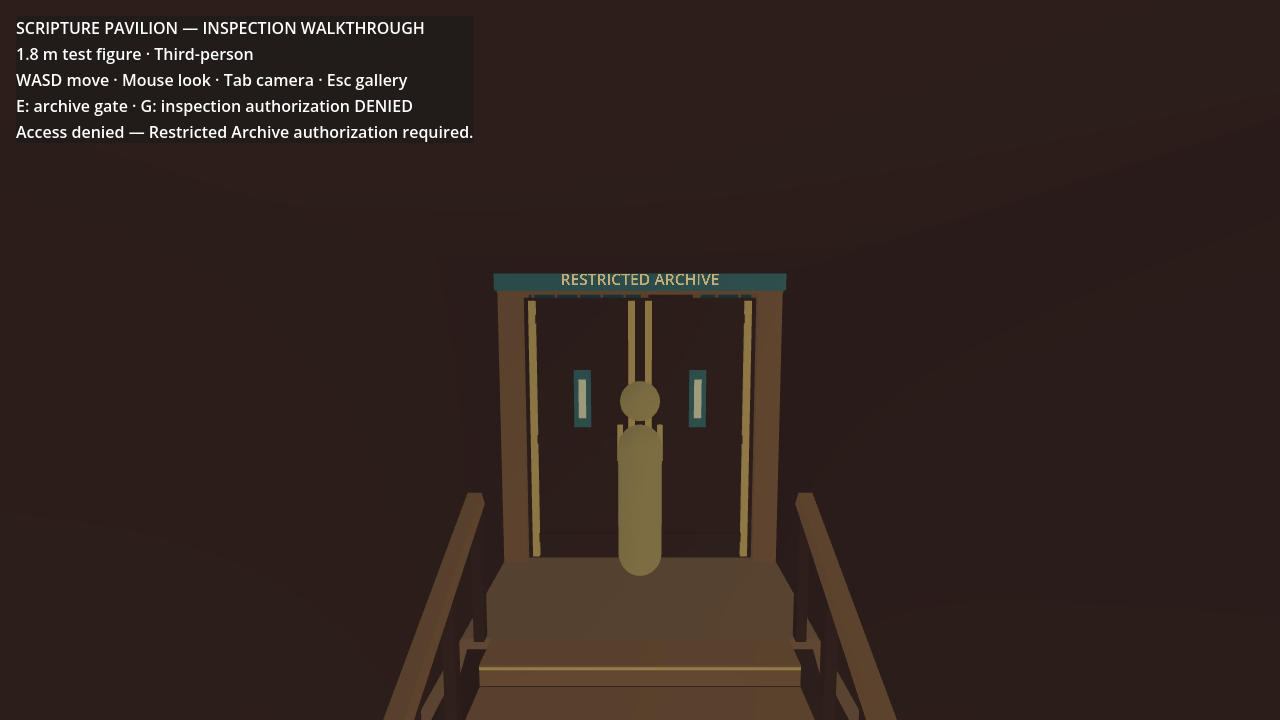 SCRIPTURE PAVILION — INSPECTION WALKTHROUGH
1.8 m test figure · Third-person
WASD move · Mouse look · Tab camera · Esc gallery
E: archive gate · G: inspection authorization DENIED
Access denied — Restricted Archive authorization required.
RESTRICTED ARCHIVE